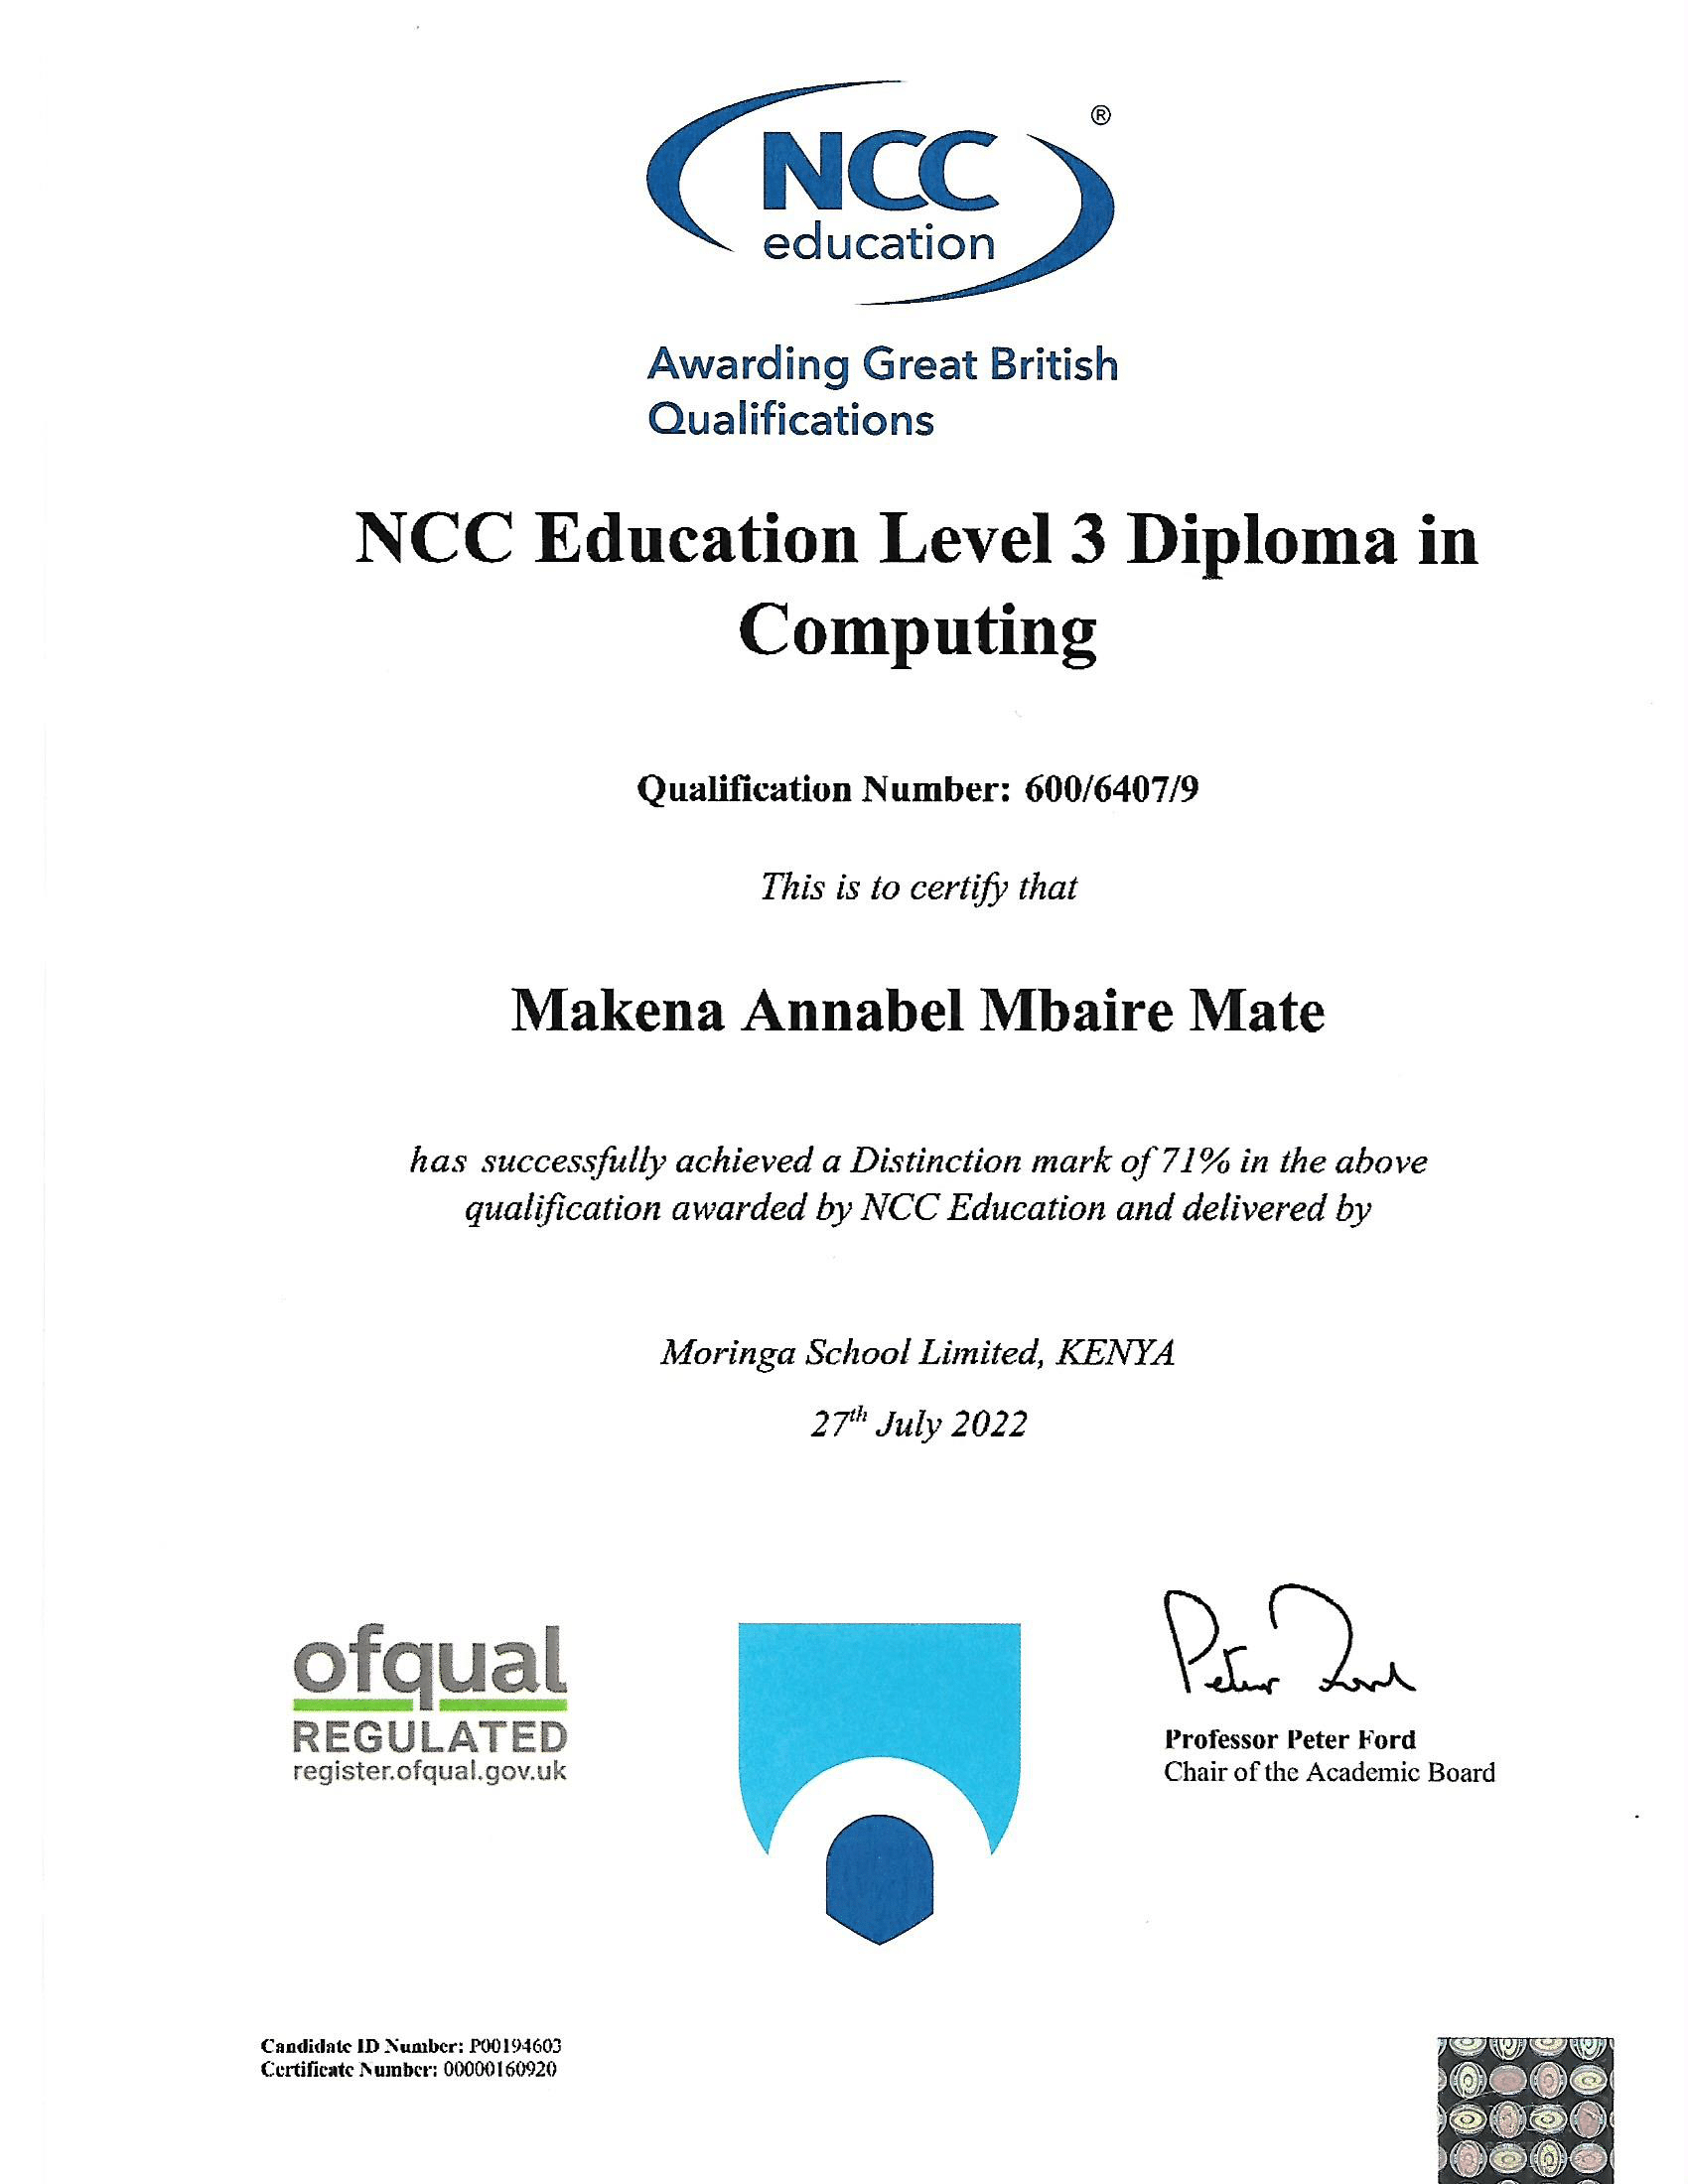 NCC ®
education
Awarding Great British
Qualifications
NCC Education Level 3 Diploma in
Computing
Qualification Number: 600/6407/9
This is to certify that
Makena Annabel Mbaire Mate
has successfully achieved a Distinction mark of 71% in the above
qualification awarded by NCC Education and delivered by
Moringa School Limited, KENYA
27th July 2022
Peter Ford
ofqual
REGULATED
register.ofqual.gov.uk
Professor Peter Ford
Chair of the Academic Board
Candidate ID Number: P00194603
Certificate Number: 00000160920